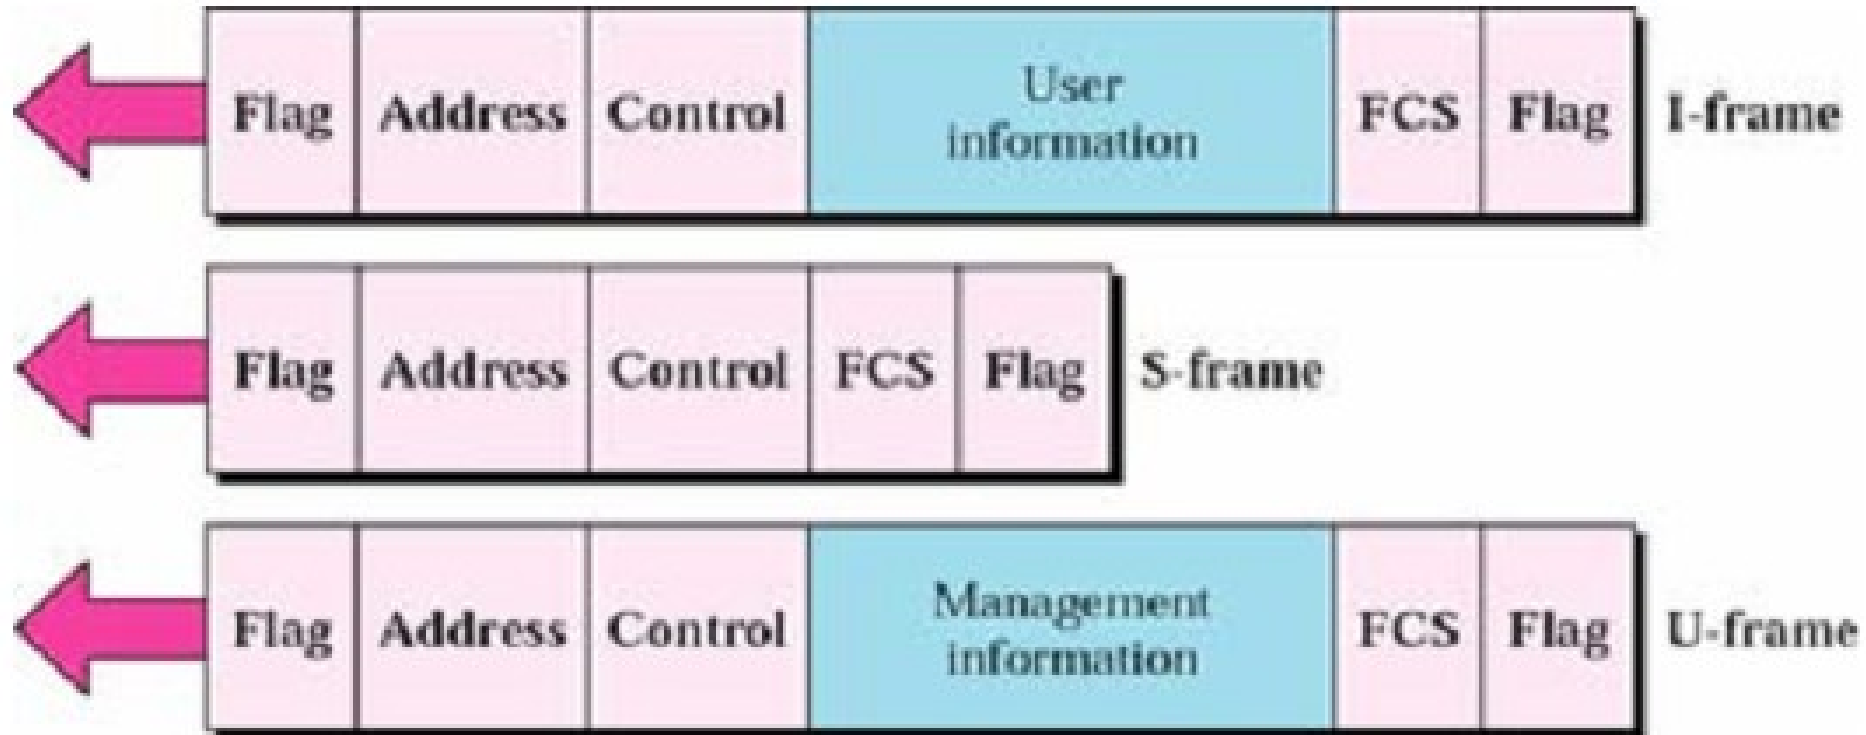 Flag Address Control User information FCS Flag I-frame
Flag Address Control FCS Flag S-frame
Flag Address Control Management information FCS Flag U-frame